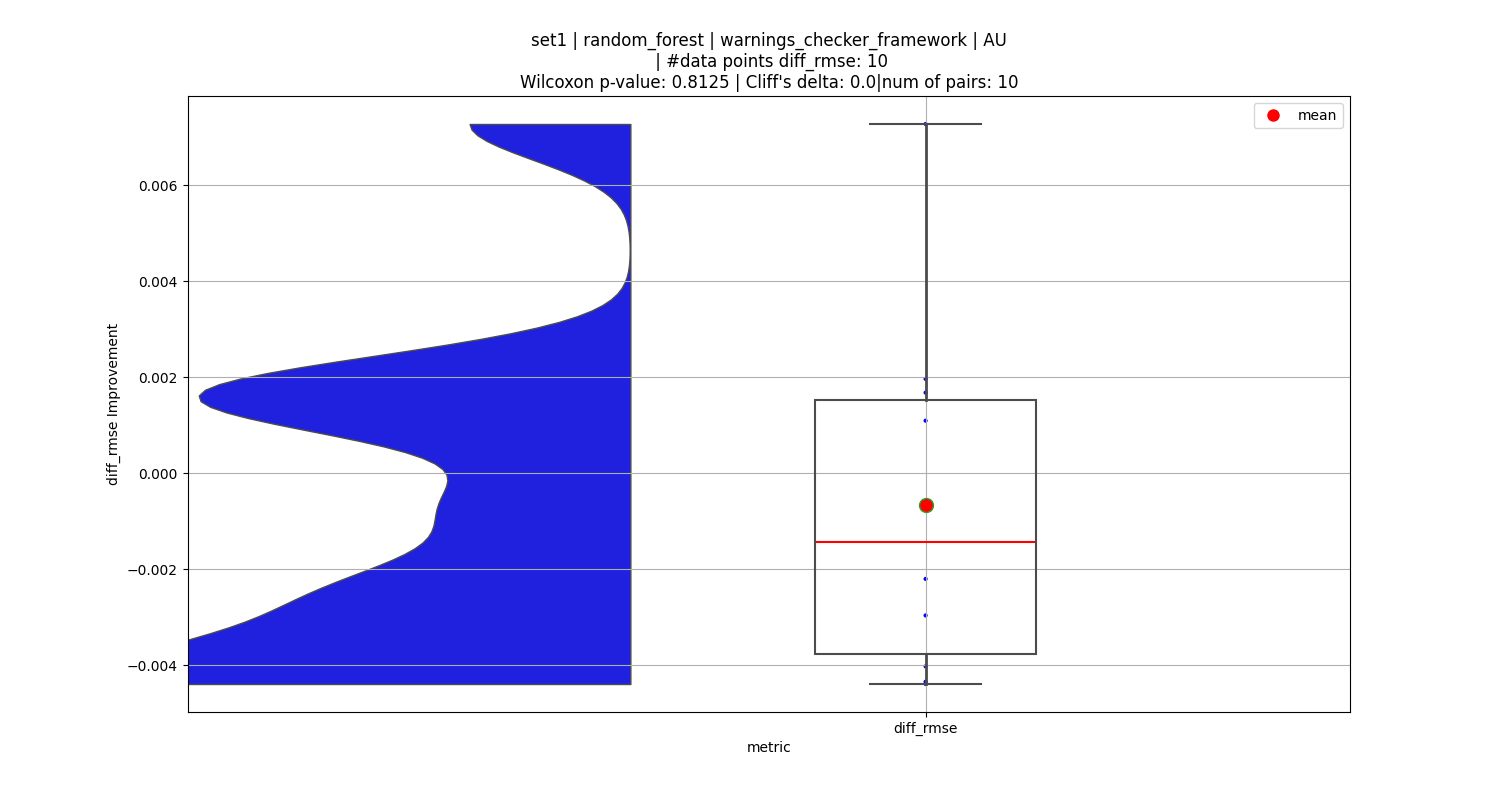 set1 | random_forest | warnings_checker_framework | AU
| #data points diff_rmse: 10
Wilcoxon p-value: 0.8125 | Cliff's delta: 0.0|num of pairs: 10
mean
0.006
0.004
0.002
0.000
−0.002
−0.004
diff_rmse Improvement
diff_rmse
metric